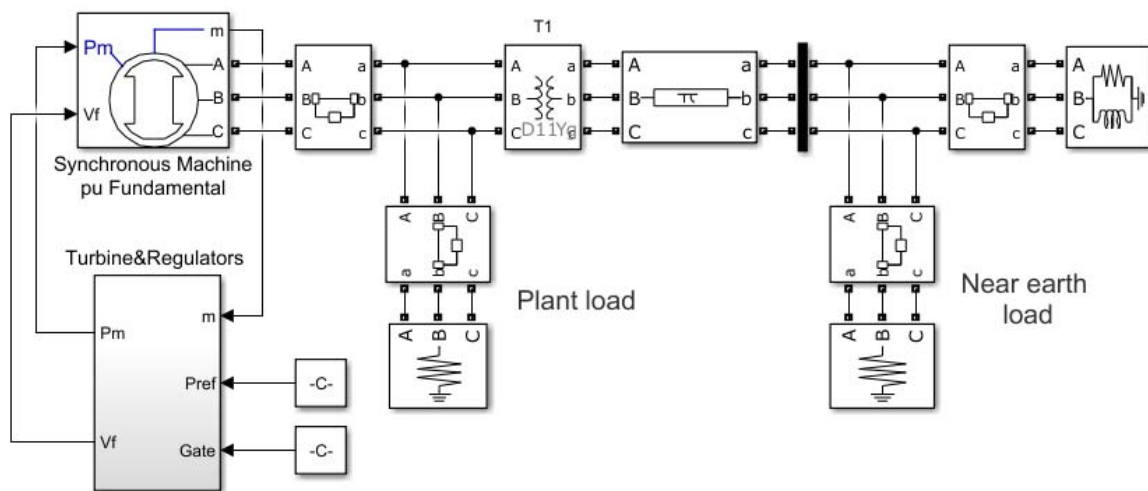 T1
m
Pm
A
B
C
Vf
A
B
C
a
b
c
A
B
C
a
b
c
D11Yg
A
B
C
a
b
c
A
B
C
a
b
c
A
B
C
Synchronous Machine
pu Fundamental
A
B
C
a
b
c
A
B
C
a
b
c
Turbine&Regulators
Plant load
Near earth
load
m
Pm
Pref
-C-
Vf
Gate
-C-
A
B
C
A
B
C